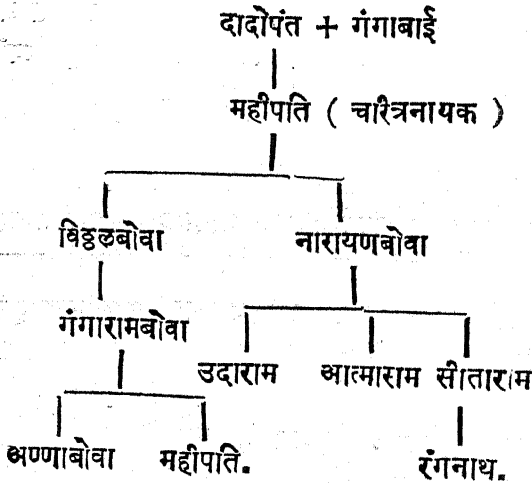 दादोपंत + गंगाबाई
महीपति ( चरित्रनायक )
विठ्ठलबोवा नारायणबोवा
गंगारामबोवा
उदाराम आत्माराम सीताराम
अण्णाबोवा महीपति.
रंगनाथ.